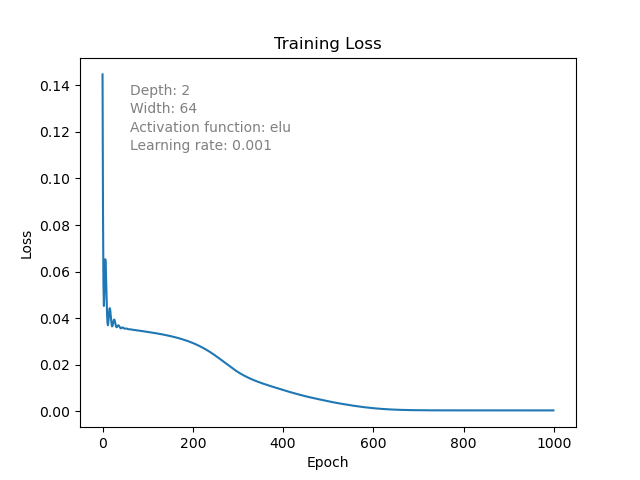 Training Loss
Depth: 2
Width: 64
Activation function: elu
Learning rate: 0.001
Loss
0.14
0.12
0.10
0.08
0.06
0.04
0.02
0.00
0
200
400
600
800
1000
Epoch